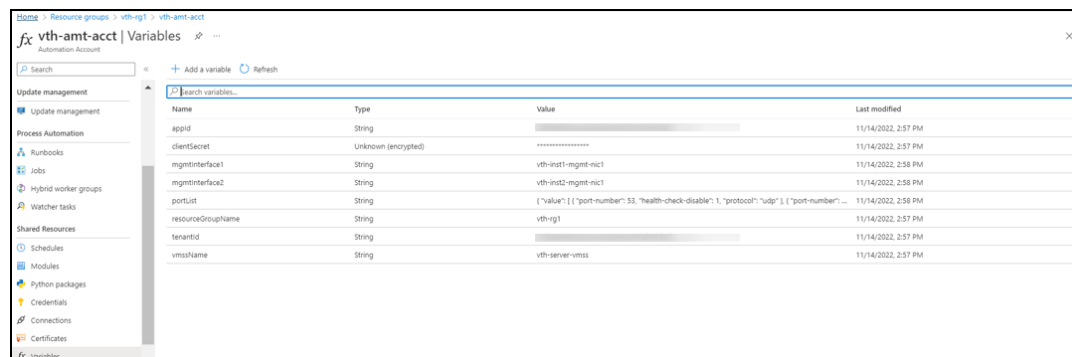 Home > Resource groups > vth-rg1 > vth-amt-acct
fx vth-amt-acct | Variables ...
Automation Account
Search «
+ Add a variable Refresh
Update management
Update management
Process Automation
Runbooks
Jobs
Hybrid worker groups
Watcher tasks
Shared Resources
Schedules
Modules
Python packages
Credentials
Connections
Certificates
fx Variables
Search variables...
Name Type Value Last modified
appId String 11/14/2022, 2:57 PM
clientSecret Unknown (encrypted) ***************** 11/14/2022, 2:57 PM
mgmtInterface1 String vth-inst1-mgmt-nic1 11/14/2022, 2:58 PM
mgmtInterface2 String vth-inst2-mgmt-nic1 11/14/2022, 2:58 PM
portList String { "value": [ { "port-number": 53, "health-check-disable": 1, "protocol": "udp" }, { "port-number": ... 11/14/2022, 2:58 PM
resourceGroupName String vth-rg1 11/14/2022, 2:57 PM
tenantId String 11/14/2022, 2:57 PM
vmssName String vth-server-vmss 11/14/2022, 2:57 PM